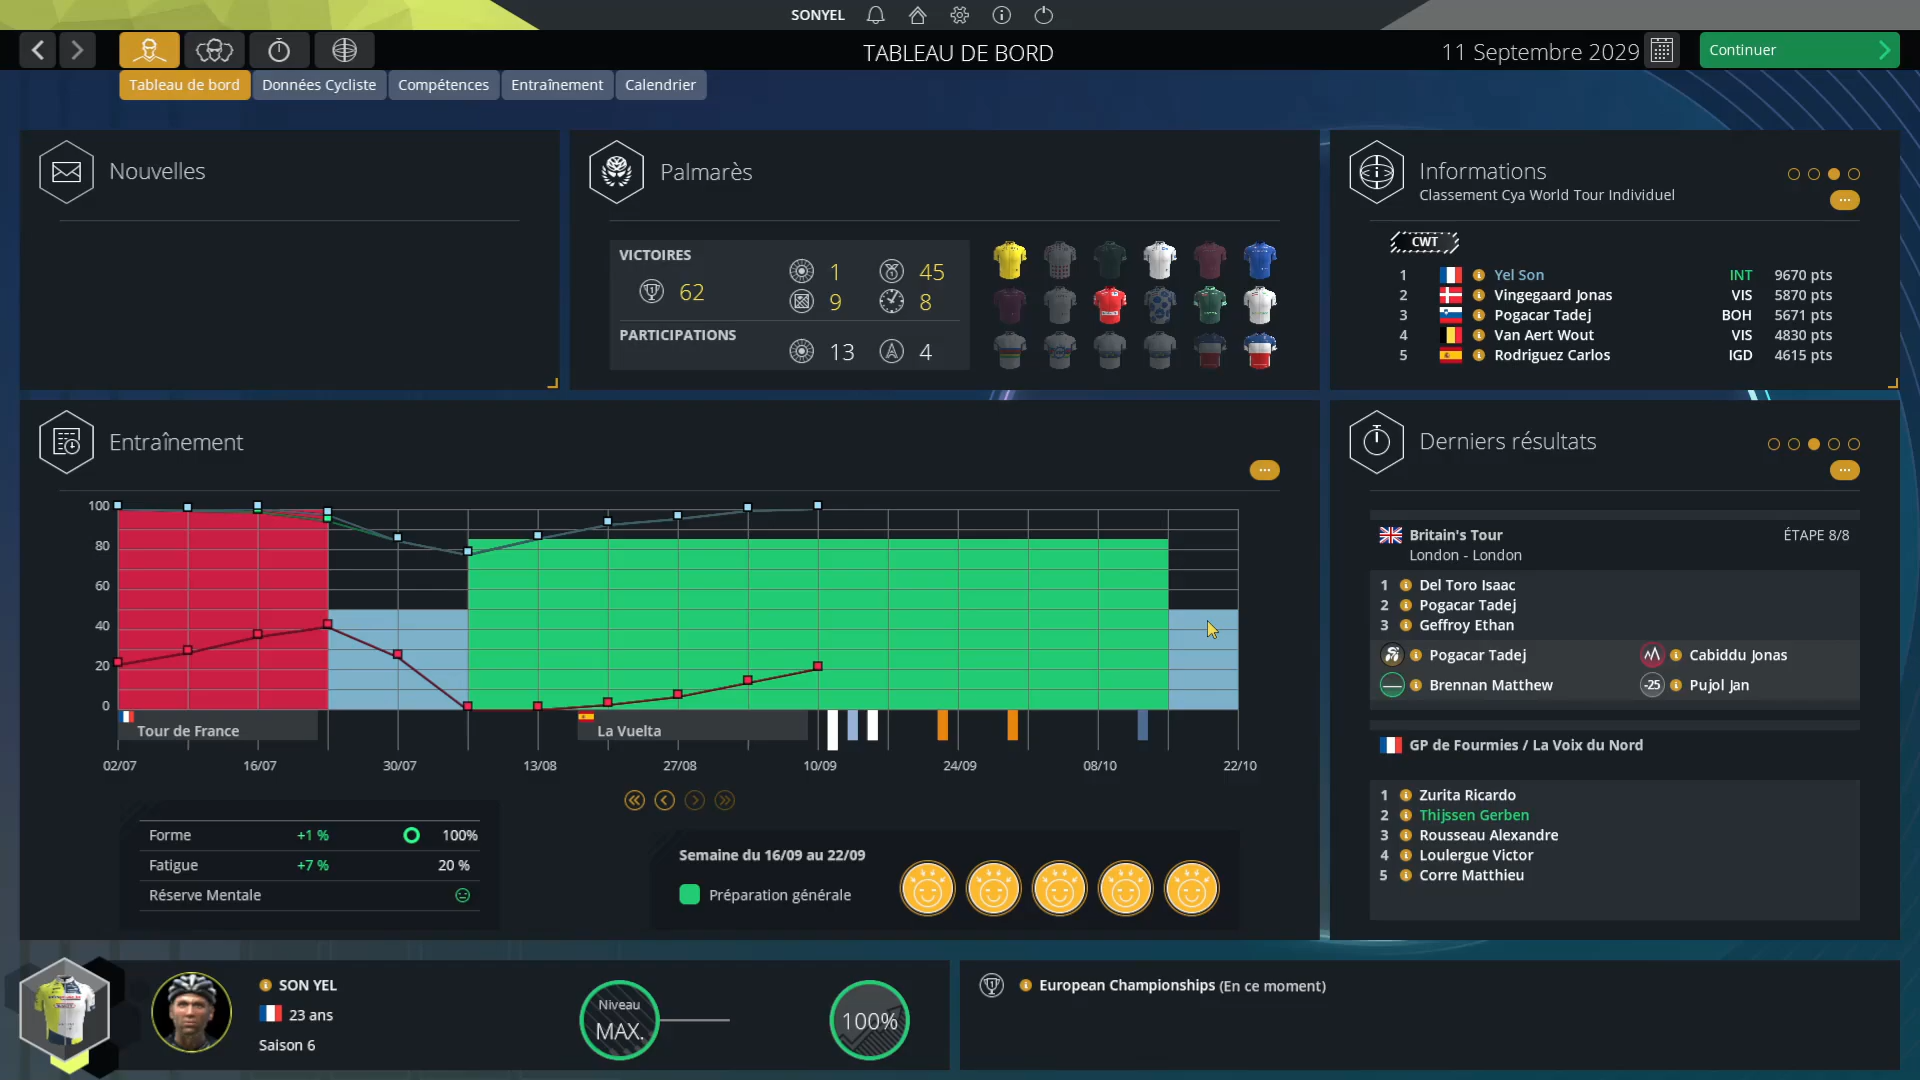 SONYEL
TABLEAU DE BORD
11 Septembre 2029
Continuer
Tableau de bord
Données Cycliste
Compétences
Entraînement
Calendrier
Nouvelles
Palmarès
VICTOIRES
62
1
45
9
8
PARTICIPATIONS
13
4
Informations
Classement Cya World Tour Individuel
CWT
1 Yel Son INT 9670 pts
2 Vingegaard Jonas VIS 5870 pts
3 Pogacar Tadej BOH 5671 pts
4 Van Aert Wout VIS 4830 pts
5 Rodriguez Carlos IGD 4615 pts
Entraînement
100
80
60
40
20
0
Tour de France
La Vuelta
02/07 16/07 30/07 13/08 27/08 10/09 24/09 08/10 22/10
Forme +1 % 100%
Fatigue +7 % 20 %
Réserve Mentale
Semaine du 16/09 au 22/09
Préparation générale
Derniers résultats
Britain's Tour ÉTAPE 8/8
London - London
1 Del Toro Isaac
2 Pogacar Tadej
3 Geffroy Ethan
Pogacar Tadej
Cabiddu Jonas
Brennan Matthew
-25 Pujol Jan
GP de Fourmies / La Voix du Nord
1 Zurita Ricardo
2 Thijssen Gerben
3 Rousseau Alexandre
4 Loulergue Victor
5 Corre Matthieu
SON YEL
23 ans
Saison 6
Niveau
MAX.
100%
European Championships (En ce moment)